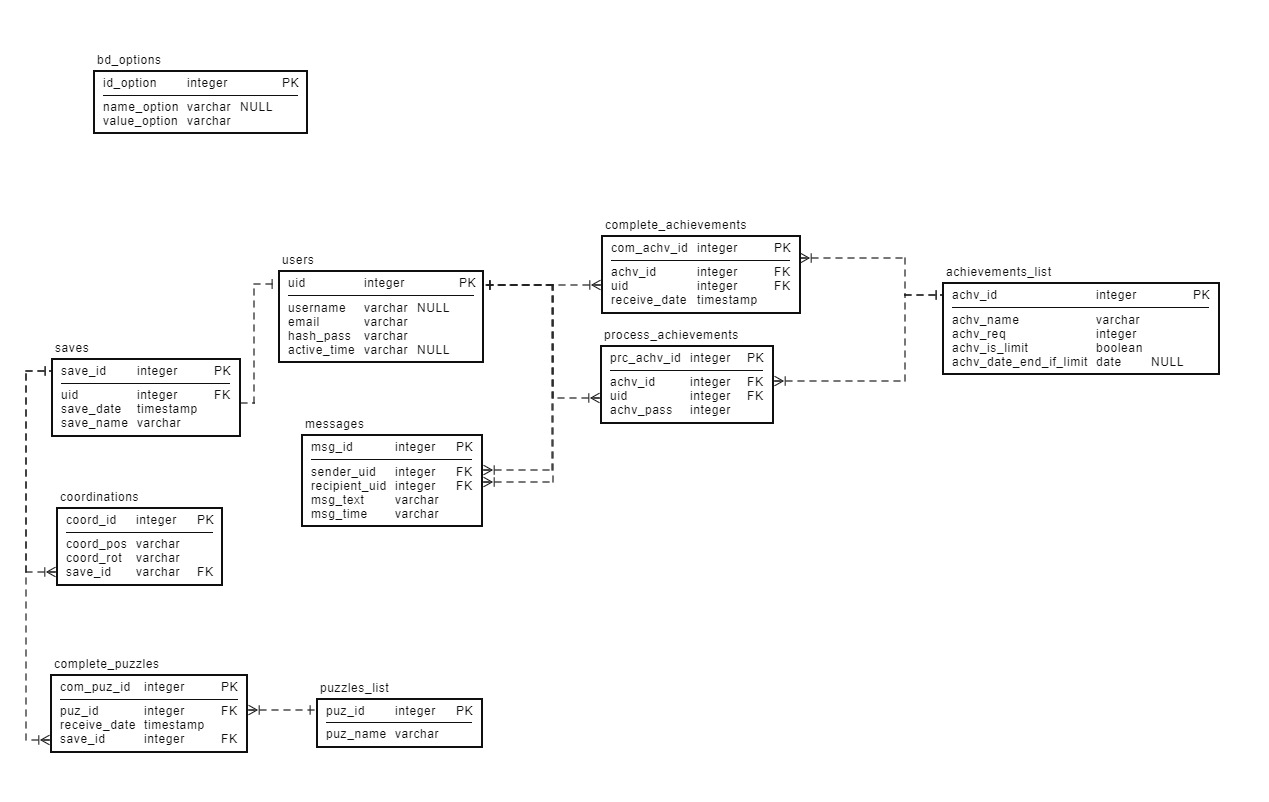 bd_options
id_option integer PK
name_option varchar NULL
value_option varchar
complete_achievements
com_achv_id integer PK
achv_id integer FK
uid integer FK
receive_date timestamp
users
uid integer PK
username varchar NULL
email varchar
hash_pass varchar
active_time varchar NULL
achievements_list
achv_id integer PK
achv_name varchar
achv_req integer
achv_is_limit boolean
achv_date_end_if_limit date NULL
process_achievements
prc_achv_id integer PK
achv_id integer FK
uid integer FK
achv_pass integer
saves
save_id integer PK
uid integer FK
save_date timestamp
save_name varchar
messages
msg_id integer PK
sender_uid integer FK
recipient_uid integer FK
msg_text varchar
msg_time varchar
coordinations
coord_id integer PK
coord_pos varchar
coord_rot varchar
save_id varchar FK
complete_puzzles
com_puz_id integer PK
puz_id integer FK
receive_date timestamp
save_id integer FK
puzzles_list
puz_id integer PK
puz_name varchar